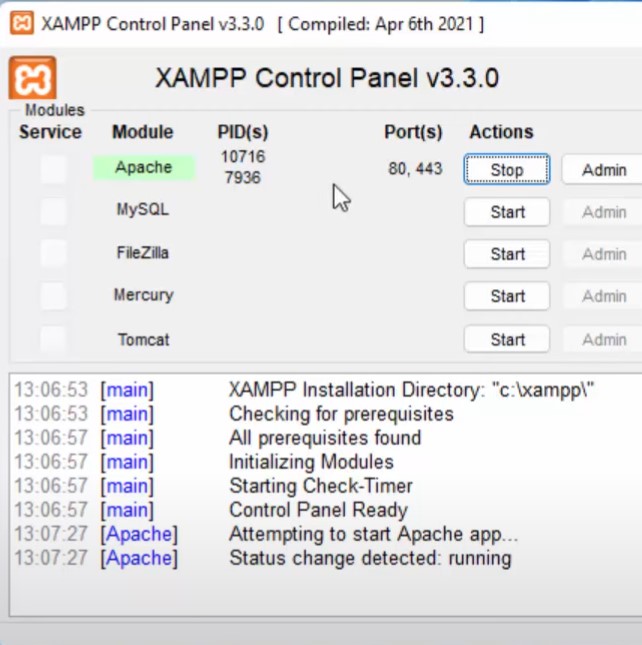 XAMPP Control Panel v3.3.0 [ Compiled: Apr 6th 2021 ]
XAMPP Control Panel v3.3.0
Modules
Service Module PID(s) Port(s) Actions
Apache 10716 7936 80, 443 Stop Admin
MySQL Start Admin
FileZilla Start Admin
Mercury Start Admin
Tomcat Start Admin
13:06:53 [main] XAMPP Installation Directory: "c:\xampp\"
13:06:53 [main] Checking for prerequisites
13:06:57 [main] All prerequisites found
13:06:57 [main] Initializing Modules
13:06:57 [main] Starting Check-Timer
13:06:57 [main] Control Panel Ready
13:07:27 [Apache] Attempting to start Apache app...
13:07:27 [Apache] Status change detected: running